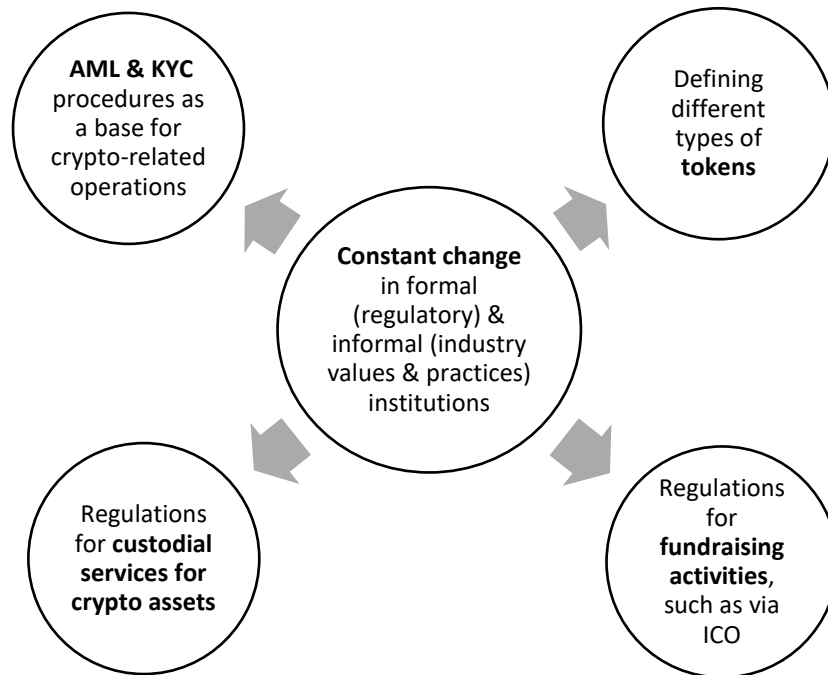 AML & KYC
procedures as
a base for
crypto-related
operations
Defining
different
types of
tokens
Constant change
in formal
(regulatory) &
informal (industry
values & practices)
institutions
Regulations
for custodial
services for
crypto assets
Regulations
for
fundraising
activities,
such as via
ICO